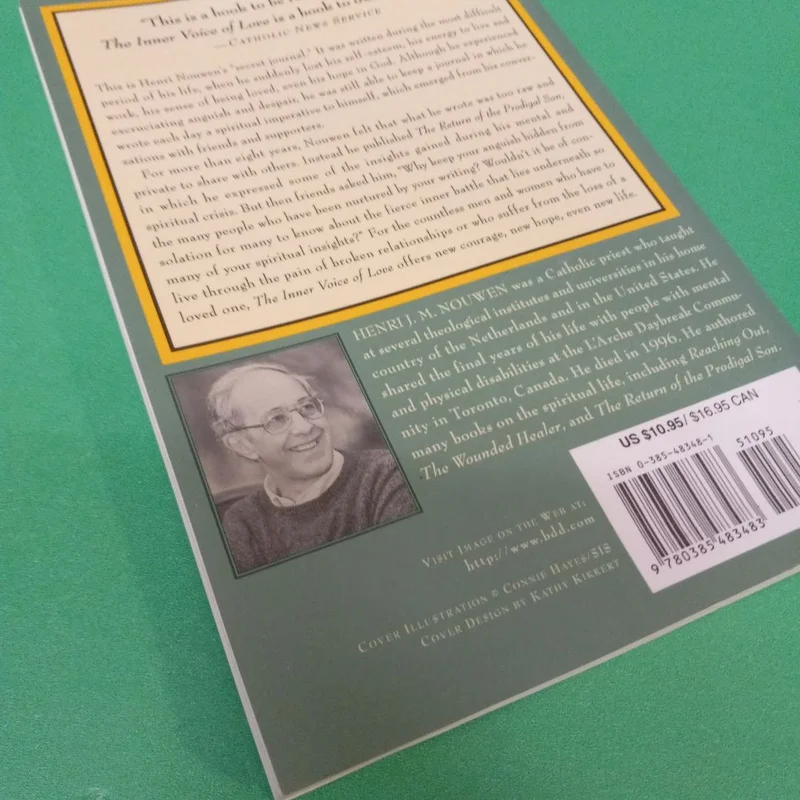 "This is a book to be
The Inner Voice of Love is a book to
—CATHOLIC NEWS SERVICE
This is Henri Nouwen's "secret journal." It was written during the most difficult
period of his life, when he suddenly lost his self-esteem, his energy to live and
work, his sense of being loved, even his hope in God. Although he experienced
excruciating anguish and despair, he was still able to keep a journal in which he
wrote each day a spiritual imperative to himself, which emerged from his conver-
sations with friends and supporters.
For more than eight years, Nouwen felt that what he wrote was too raw and
private to share with others. Instead he published The Return of the Prodigal Son,
in which he expressed some of the insights gained during his mental and
spiritual crisis. But then friends asked him, "Why keep your anguish hidden from
the many people who have been nurtured by your writing? Wouldn't it be of con-
solation for many to know about the fierce inner battle that lies underneath so
many of your spiritual insights?" For the countless men and women who have to
live through the pain of broken relationships or who suffer from the loss of a
loved one, The Inner Voice of Love offers new courage, new hope, even new life.
HENRI J. M. NOUWEN was a Catholic priest who taught
at several theological institutes and universities in his home
country of the Netherlands and in the United States. He
shared the final years of his life with people with mental
and physical disabilities at the L'Arche Daybreak Commu-
nity in Toronto, Canada. He died in 1996. He authored
many books on the spiritual life, including Reaching Out,
The Wounded Healer, and The Return of the Prodigal Son.
US $10.95/ $16.95 CAN
ISBN 0-385-48348-1
51095
9 780385 483483
VISIT IMAGE ON THE WEB AT:
http://www.bdd.com
COVER ILLUSTRATION © CONNIE HAYES/SIS
COVER DESIGN BY KATHY KIKKERT